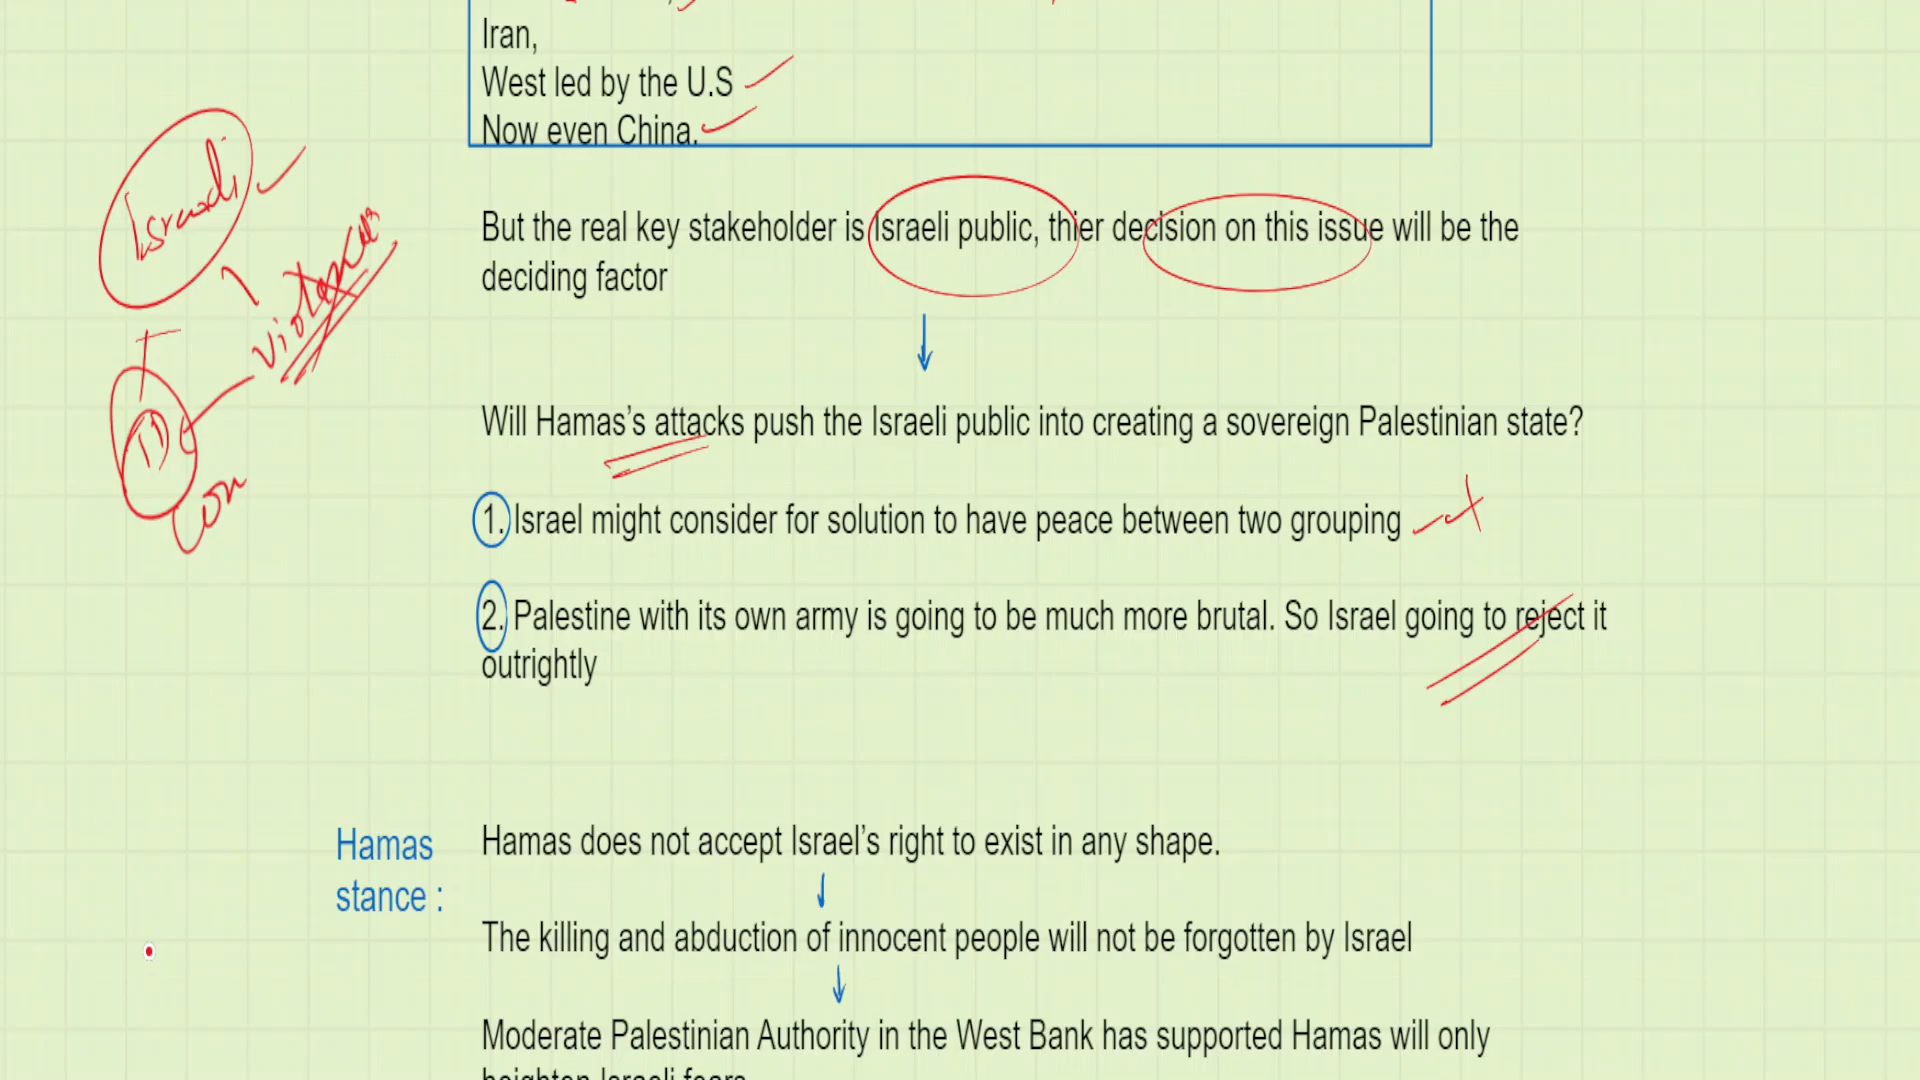 Iran,
West led by the U.S
Now even China.
Israeli
But the real key stakeholder is Israeli public, thier decision on this issue will be the
deciding factor
violence
Will Hamas's attacks push the Israeli public into creating a sovereign Palestinian state?
1. Israel might consider for solution to have peace between two grouping
Con
2. Palestine with its own army is going to be much more brutal. So Israel going to reject it
outrightly
Hamas
stance :
Hamas does not accept Israel’s right to exist in any shape.
The killing and abduction of innocent people will not be forgotten by Israel
Moderate Palestinian Authority in the West Bank has supported Hamas will only
heighten Israeli fears